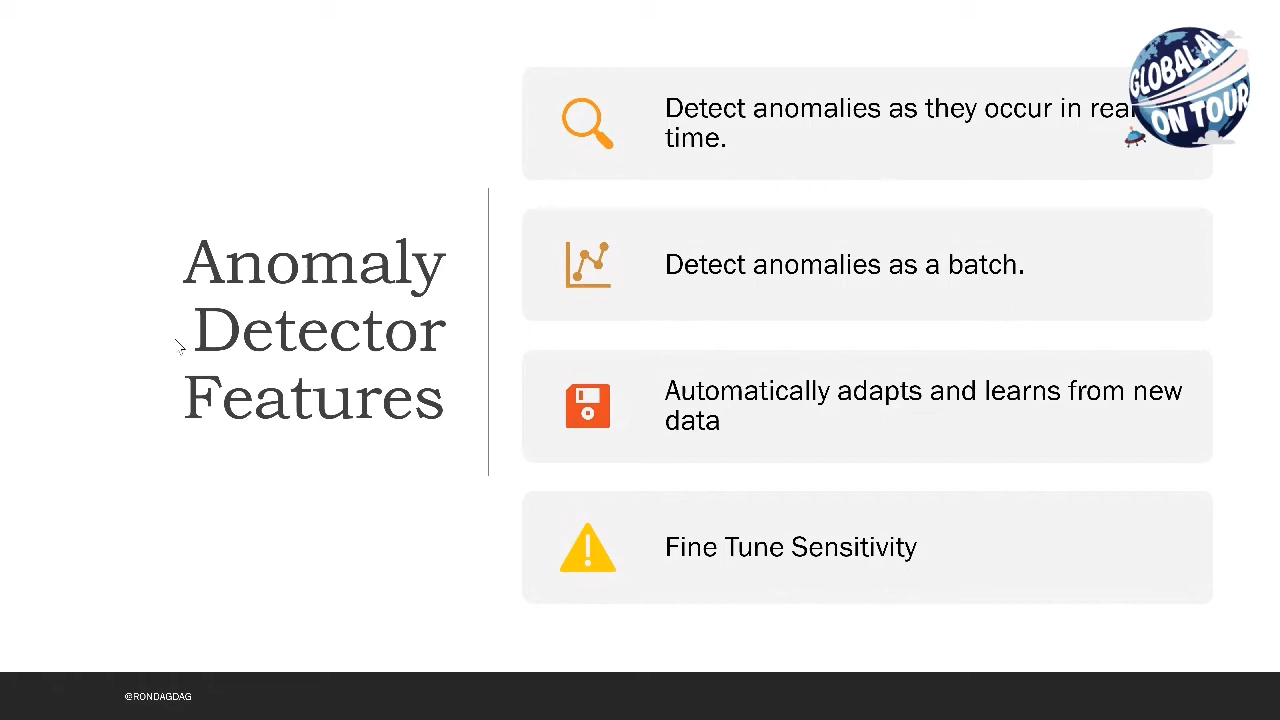 Anomaly
Detector
Features
Detect anomalies as they occur in real
time.
Detect anomalies as a batch.
Automatically adapts and learns from new
data
Fine Tune Sensitivity
GLOBAL AI
ON TOUR
@RONDAGDAG